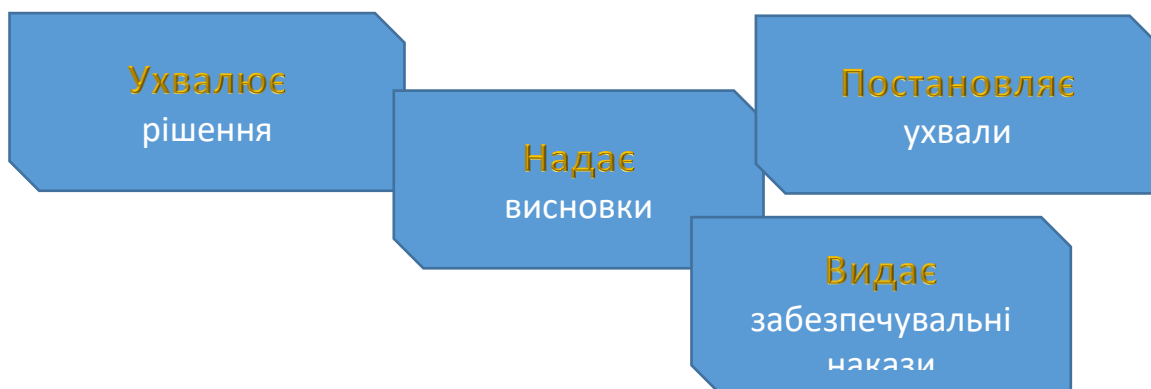 Ухвалює
рішення
Надає
висновки
Постановляє
ухвали
Видає
забезпечувальні
накази